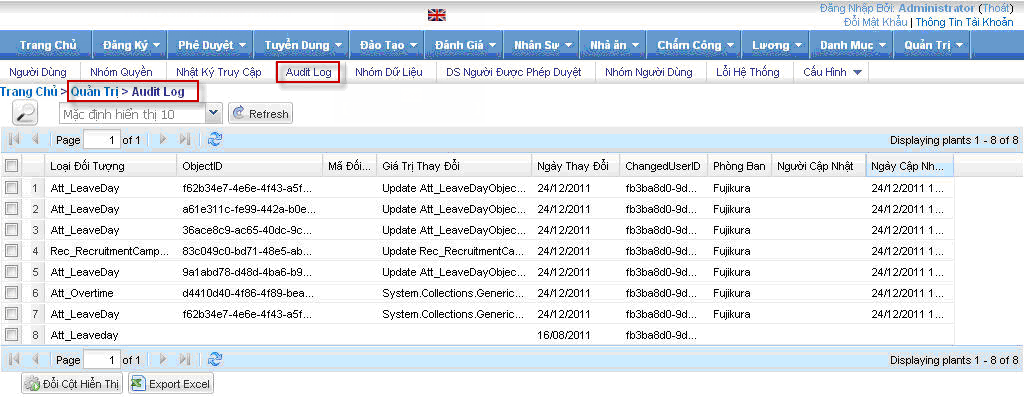 Đăng Nhập Bởi: Administrator (Thoát)
Đổi Mật Khẩu | Thông Tin Tài Khoản
Trang Chủ Đăng Ký Phê Duyệt Tuyển Dụng Đào Tạo Đánh Giá Nhân Sự Nhà ăn Chấm Công Lương Danh Mục Quản Trị
Người Dùng Nhóm Quyền Nhật Ký Truy Cập Audit Log Nhóm Dữ Liệu DS Người Được Phép Duyệt Nhóm Người Dùng Lỗi Hệ Thống Cấu Hình
Trang Chủ > Quản Trị > Audit Log
Mặc định hiển thị 10 Refresh
Page 1 of 1 Displaying plants 1 - 8 of 8
Loại Đối Tượng ObjectID Mã Đối... Giá Trị Thay Đổi Ngày Thay Đổi ChangedUserID Phòng Ban Người Cập Nhật Ngày Cập Nh...
1 Att_LeaveDay f62b34e7-4e6e-4f43-a5f... Update Att_LeaveDayObjec... 24/12/2011 fb3ba8d0-9d... Fujikura 24/12/2011 1...
2 Att_LeaveDay a61e311c-fe99-442a-b0e... Update Att_LeaveDayObjec... 24/12/2011 fb3ba8d0-9d... Fujikura 24/12/2011 1...
3 Att_LeaveDay 36ace8c9-ac65-40dc-9c... Update Att_LeaveDayObjec... 24/12/2011 fb3ba8d0-9d... Fujikura 24/12/2011 1...
4 Rec_RecruitmentCamp... 83c049c0-bd71-48e5-ab... Update Rec_RecruitmentCa... 24/12/2011 fb3ba8d0-9d... Fujikura 24/12/2011 1...
5 Att_LeaveDay 9a1abd78-d48d-4ba6-b9... Update Att_LeaveDayObjec... 24/12/2011 fb3ba8d0-9d... Fujikura 24/12/2011 1...
6 Att_Overtime d4410d40-4f86-4f89-bea... System.Collections.Generic... 24/12/2011 fb3ba8d0-9d... Fujikura 24/12/2011 1...
7 Att_LeaveDay f62b34e7-4e6e-4f43-a5f... System.Collections.Generic... 24/12/2011 fb3ba8d0-9d... Fujikura 24/12/2011 1...
8 Att_Leaveday 16/08/2011 fb3ba8d0-9d...
Page 1 of 1 Displaying plants 1 - 8 of 8
Đổi Cột Hiển Thị Export Excel